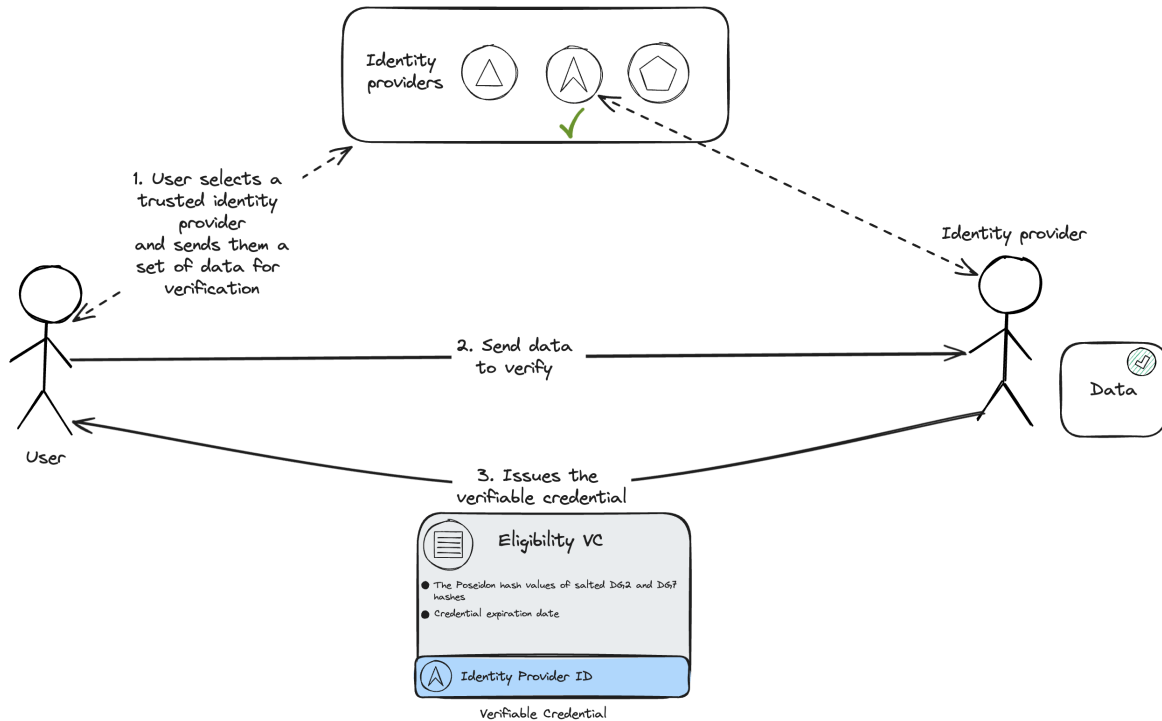 Identity
providers
1. User selects a
trusted identity
provider
and sends them a
set of data for
verification
Identity provider
2. Send data
to verify
Data
User
3. Issues the
verifiable credential
Eligibility VC
The Poseidon hash values of salted DG2 and DG7
hashes
Credential expiration date
Identity Provider ID
Verifiable Credential